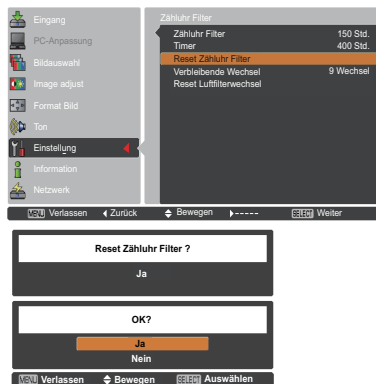 Eingang
PC-Anpassung
Bildauswahl
Image adjust
Format Bild
Ton
Einstellung
Information
Netzwerk
Zähluhr Filter
Zähluhr Filter 150 Std.
Timer 400 Std.
Reset Zähluhr Filter
Verbleibende Wechsel 9 Wechsel
Reset Luftfilterwechsel
MENU Verlassen Zurück Bewegen ----- SELECT Weiter
Reset Zähluhr Filter ?
Ja
OK?
Ja
Nein
MENU Verlassen Bewegen SELECT Auswählen